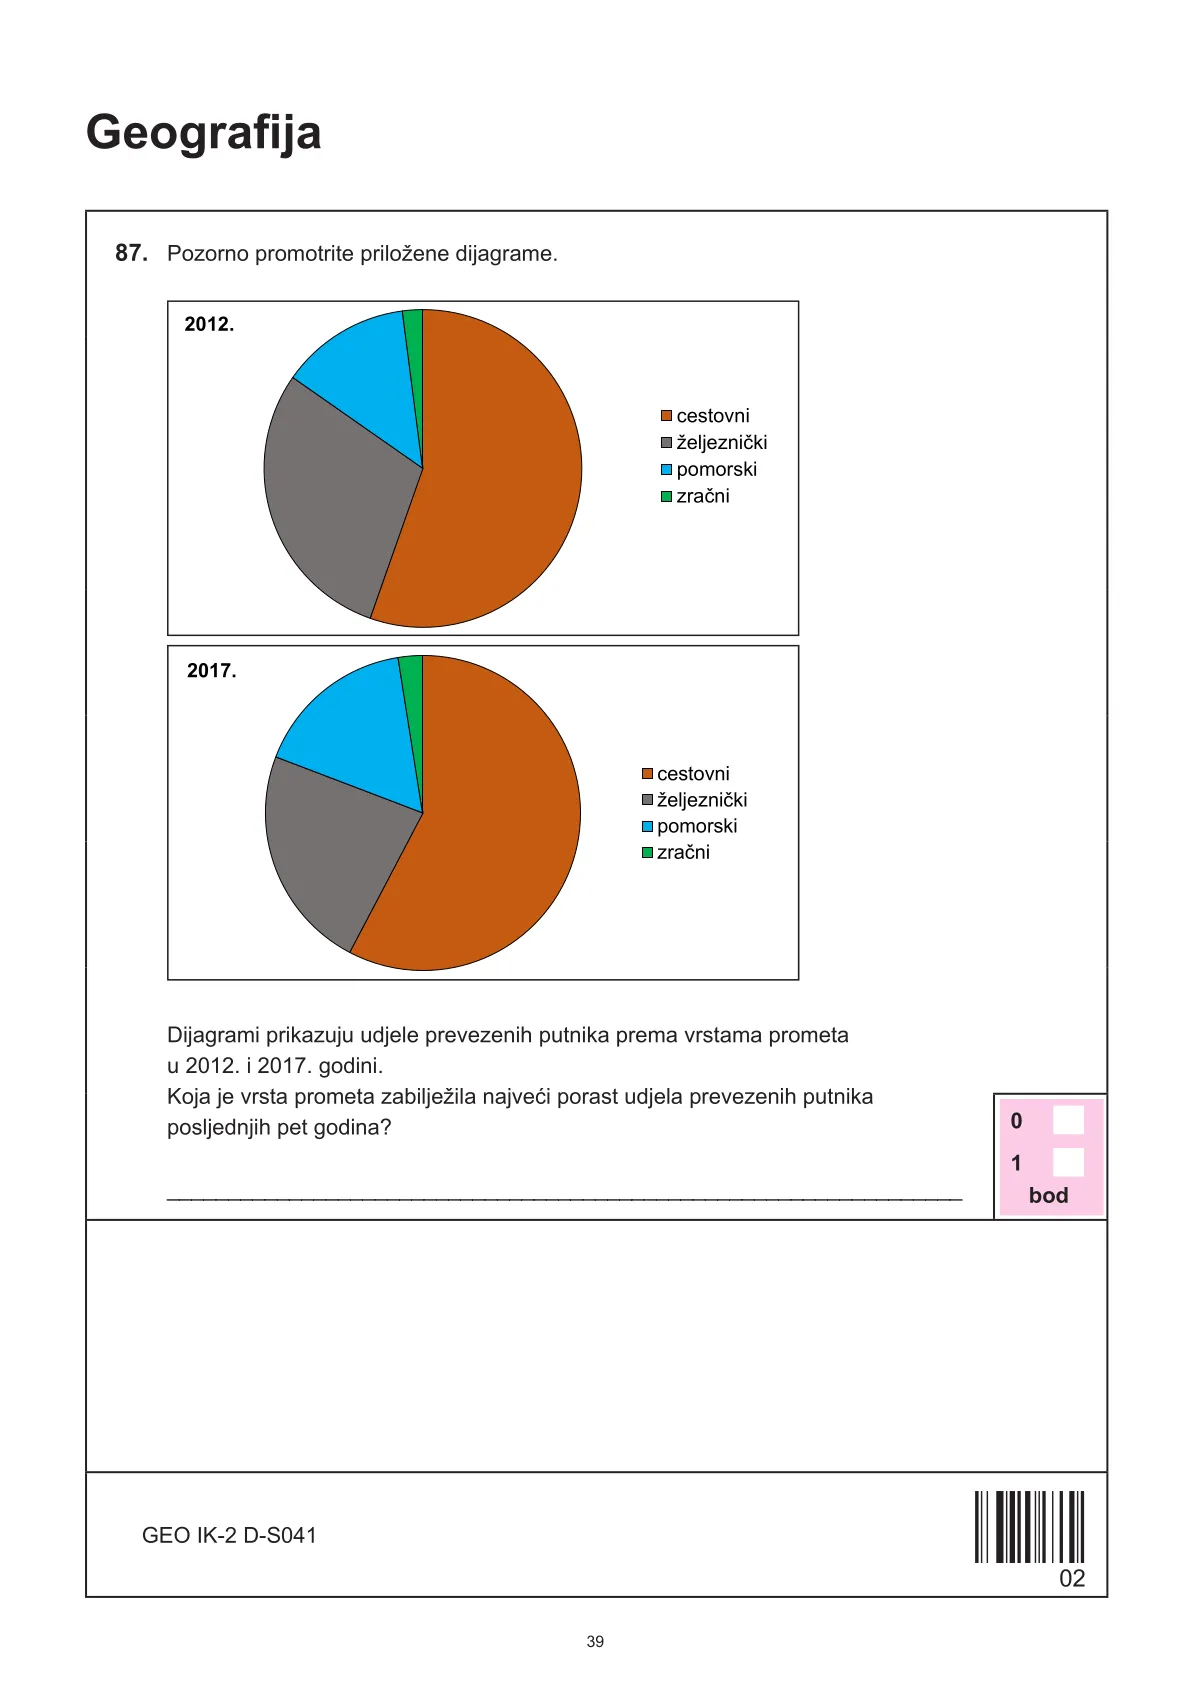 Geografija
87. Pozorno promotrite priložene dijagrame.
2012.
cestovni
željeznički
pomorski
zračni
2017.
cestovni
željeznički
pomorski
zračni
Dijagrami prikazuju udjele prevezenih putnika prema vrstama prometa
u 2012. i 2017. godini.
Koja je vrsta prometa zabilježila najveći porast udjela prevezenih putnika
posljednjih pet godina?
0
1
bod
GEO IK-2 D-S041
02
39